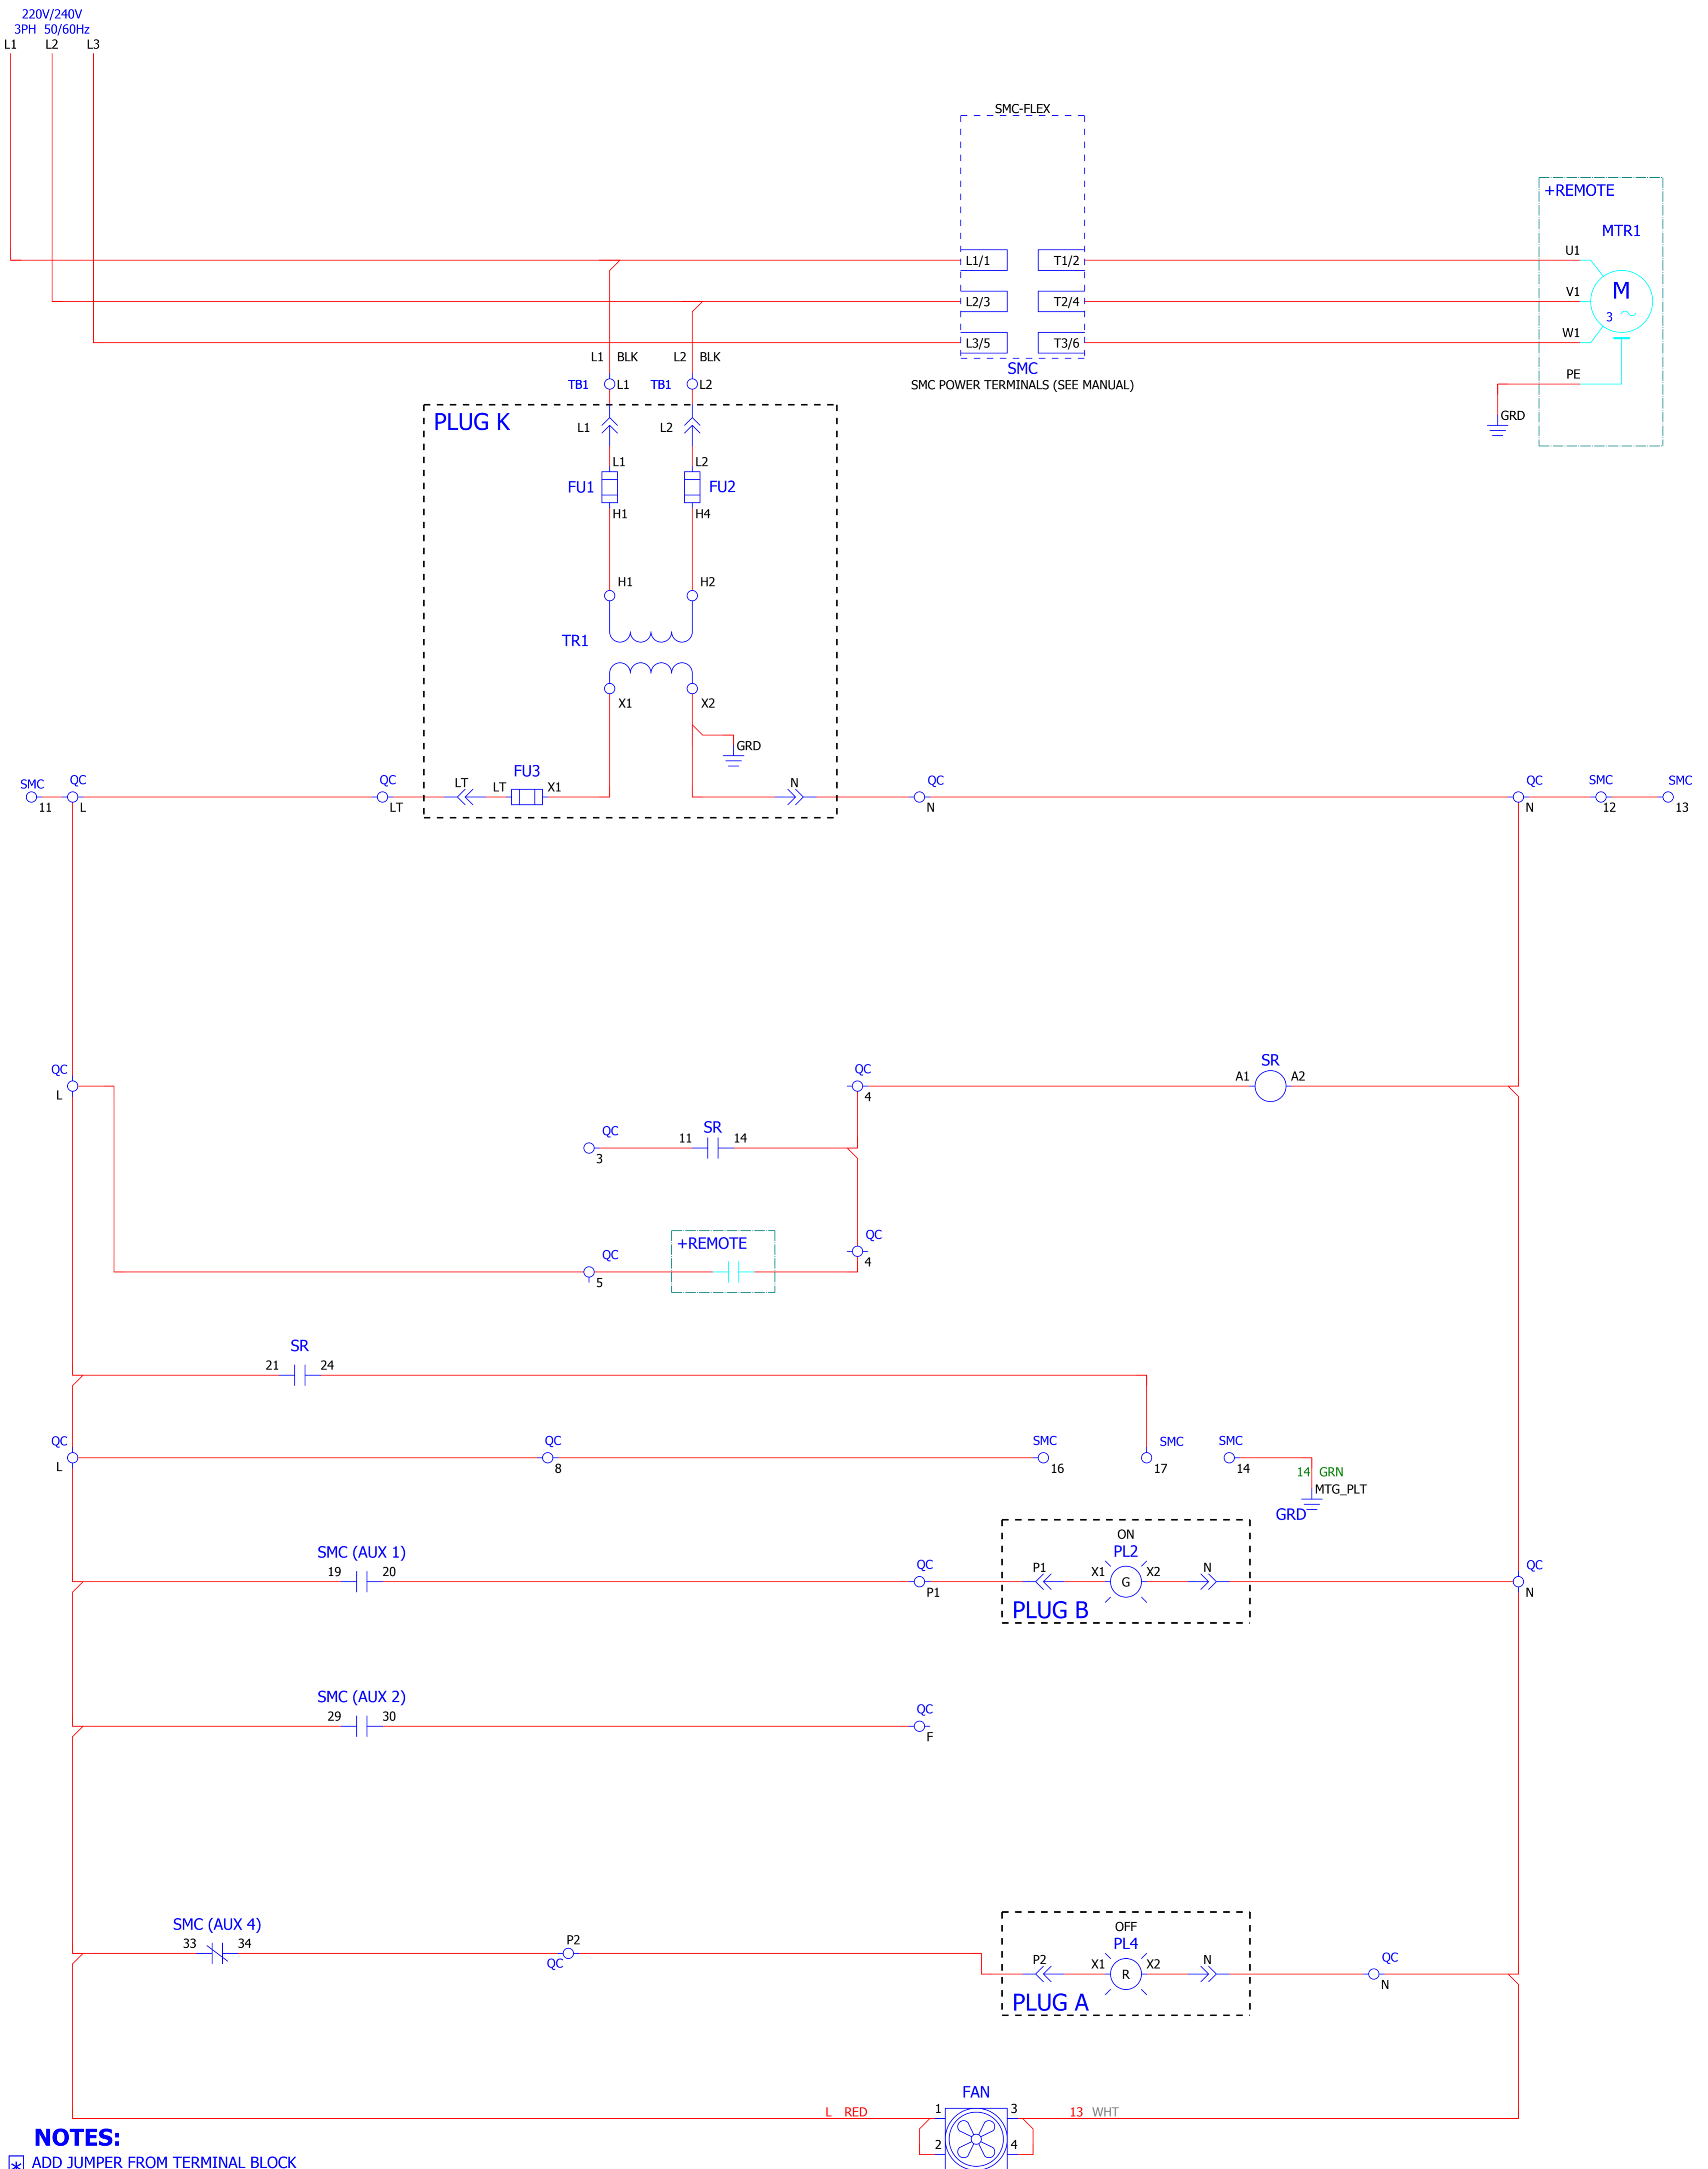 220V/240V
3PH 50/60Hz
L1 L2 L3
SMC-FLEX
+REMOTE
MTR1
L1/1 T1/2 U1
L2/3 T2/4 V1 M
3
L3/5 T3/6 W1
L1 BLK L2 BLK
SMC
SMC POWER TERMINALS (SEE MANUAL)
PE
TB1 L1 TB1 L2
GRD
PLUG K
L1 L2
L1 L2
FU1 FU2
H1 H4
H1 H2
TR1
X1 X2
GRD
SMC QC QC LT LT FU3 X1 N QC QC SMC SMC
11 L LT N N 12 13
QC QC SR
L 4 A1 A2
QC SR
3 11 14
QC
4
+REMOTE
QC
5
SR
21 24
QC QC SMC SMC SMC
L 8 16 17 14
14 GRN
MTG_PLT
GRD
SMC (AUX 1)
19 20
QC
P1
ON
PL2
P1 X1 G X2 N
PLUG B
QC
N
SMC (AUX 2)
29 30
QC
F
SMC (AUX 4)
33 34
P2
QC
OFF
PL4
P2 X1 R X2 N
PLUG A
QC
N
FAN
L RED 1 3 13 WHT
2 4
NOTES:
* ADD JUMPER FROM TERMINAL BLOCK